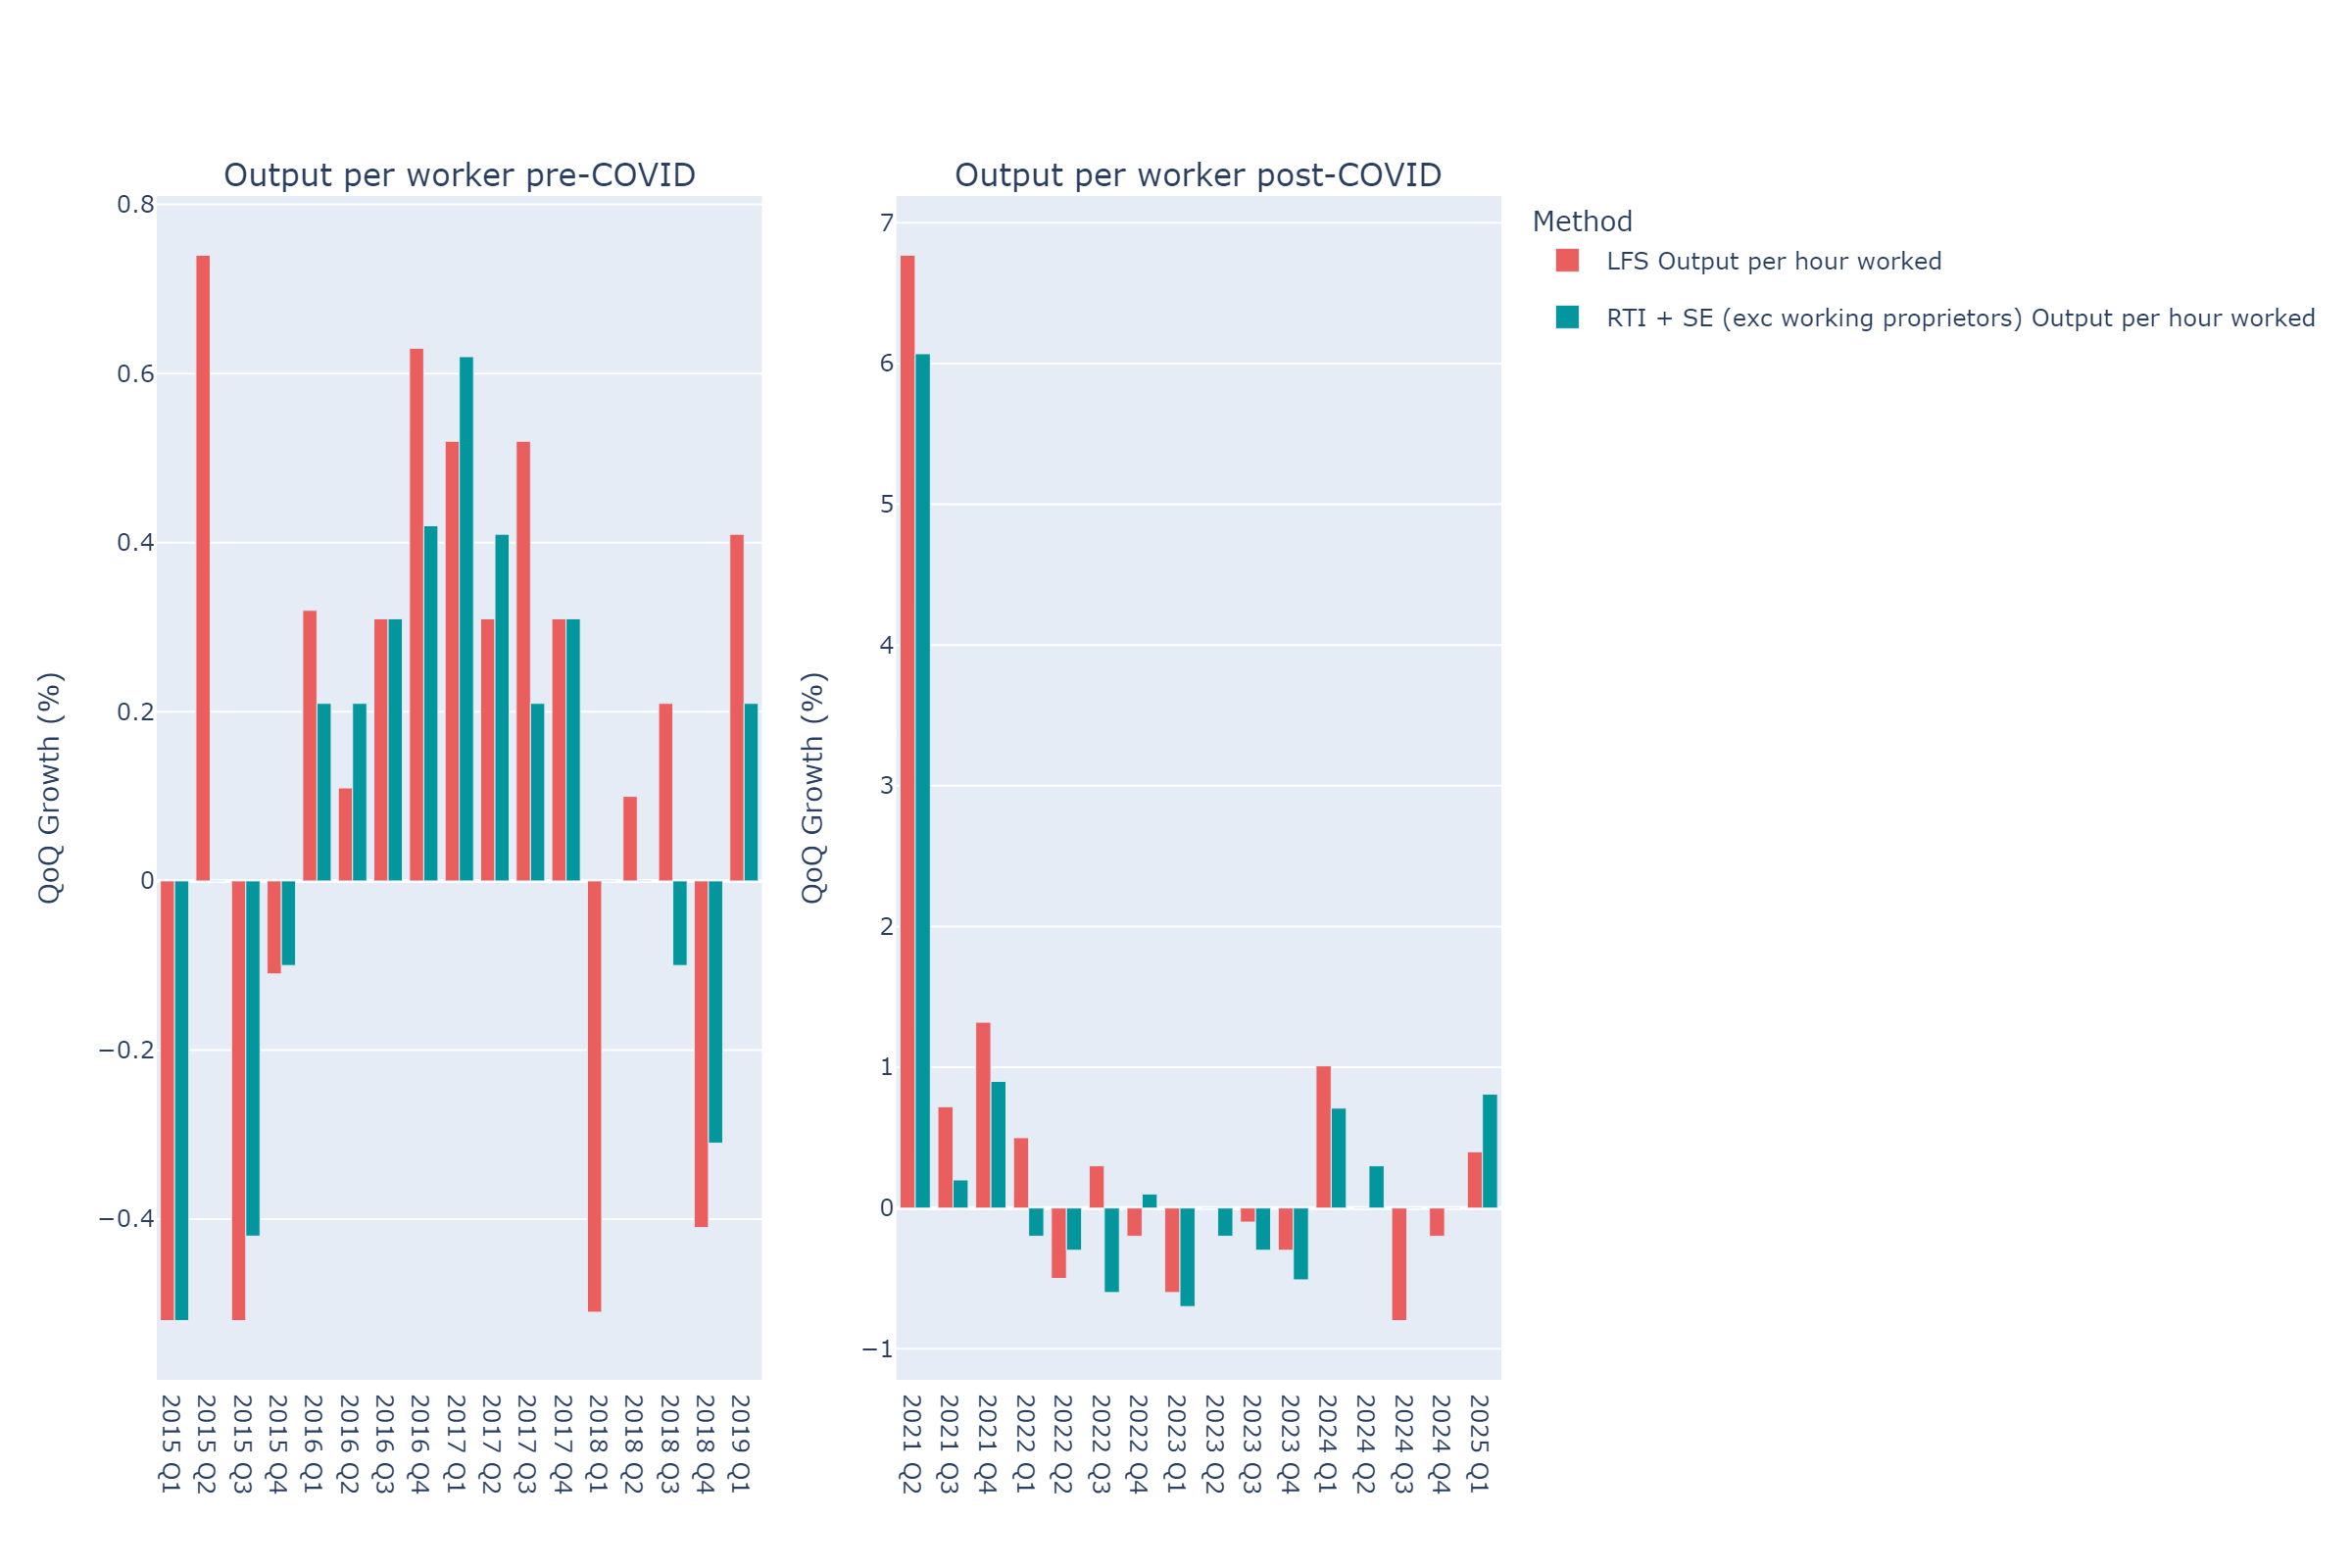 Output per worker pre-COVID
Output per worker post-COVID
QoQ Growth (%)
0.8
0.6
0.4
0.2
0
−0.2
−0.4
2015 Q1
2015 Q2
2015 Q3
2015 Q4
2016 Q1
2016 Q2
2016 Q3
2016 Q4
2017 Q1
2017 Q2
2017 Q3
2017 Q4
2018 Q1
2018 Q2
2018 Q3
2018 Q4
2019 Q1
QoQ Growth (%)
7
6
5
4
3
2
1
0
−1
2021 Q2
2021 Q3
2021 Q4
2022 Q1
2022 Q2
2022 Q3
2022 Q4
2023 Q1
2023 Q2
2023 Q3
2023 Q4
2024 Q1
2024 Q2
2024 Q3
2024 Q4
2025 Q1
Method
LFS Output per hour worked
RTI + SE (exc working proprietors) Output per hour worked